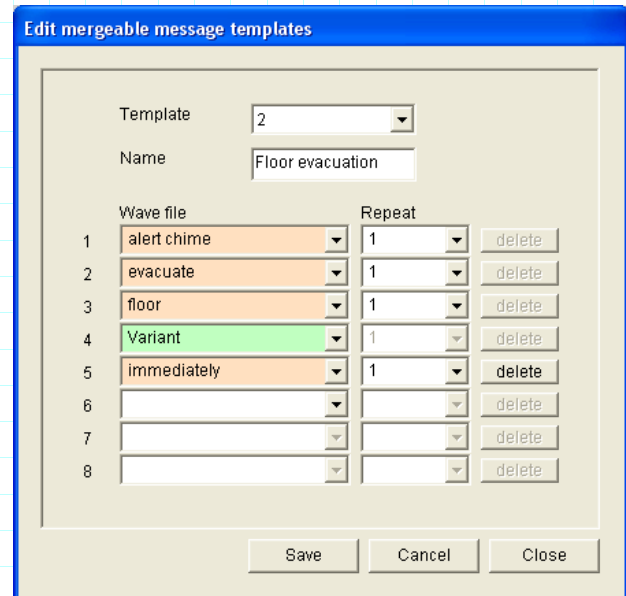 Edit mergeable message templates
Template 2
Name Floor evacuation
Wave file Repeat
1 alert chime 1 delete
2 evacuate 1 delete
3 floor 1 delete
4 Variant 1 delete
5 immediately 1 delete
6 delete
7 delete
8 delete
Save Cancel Close